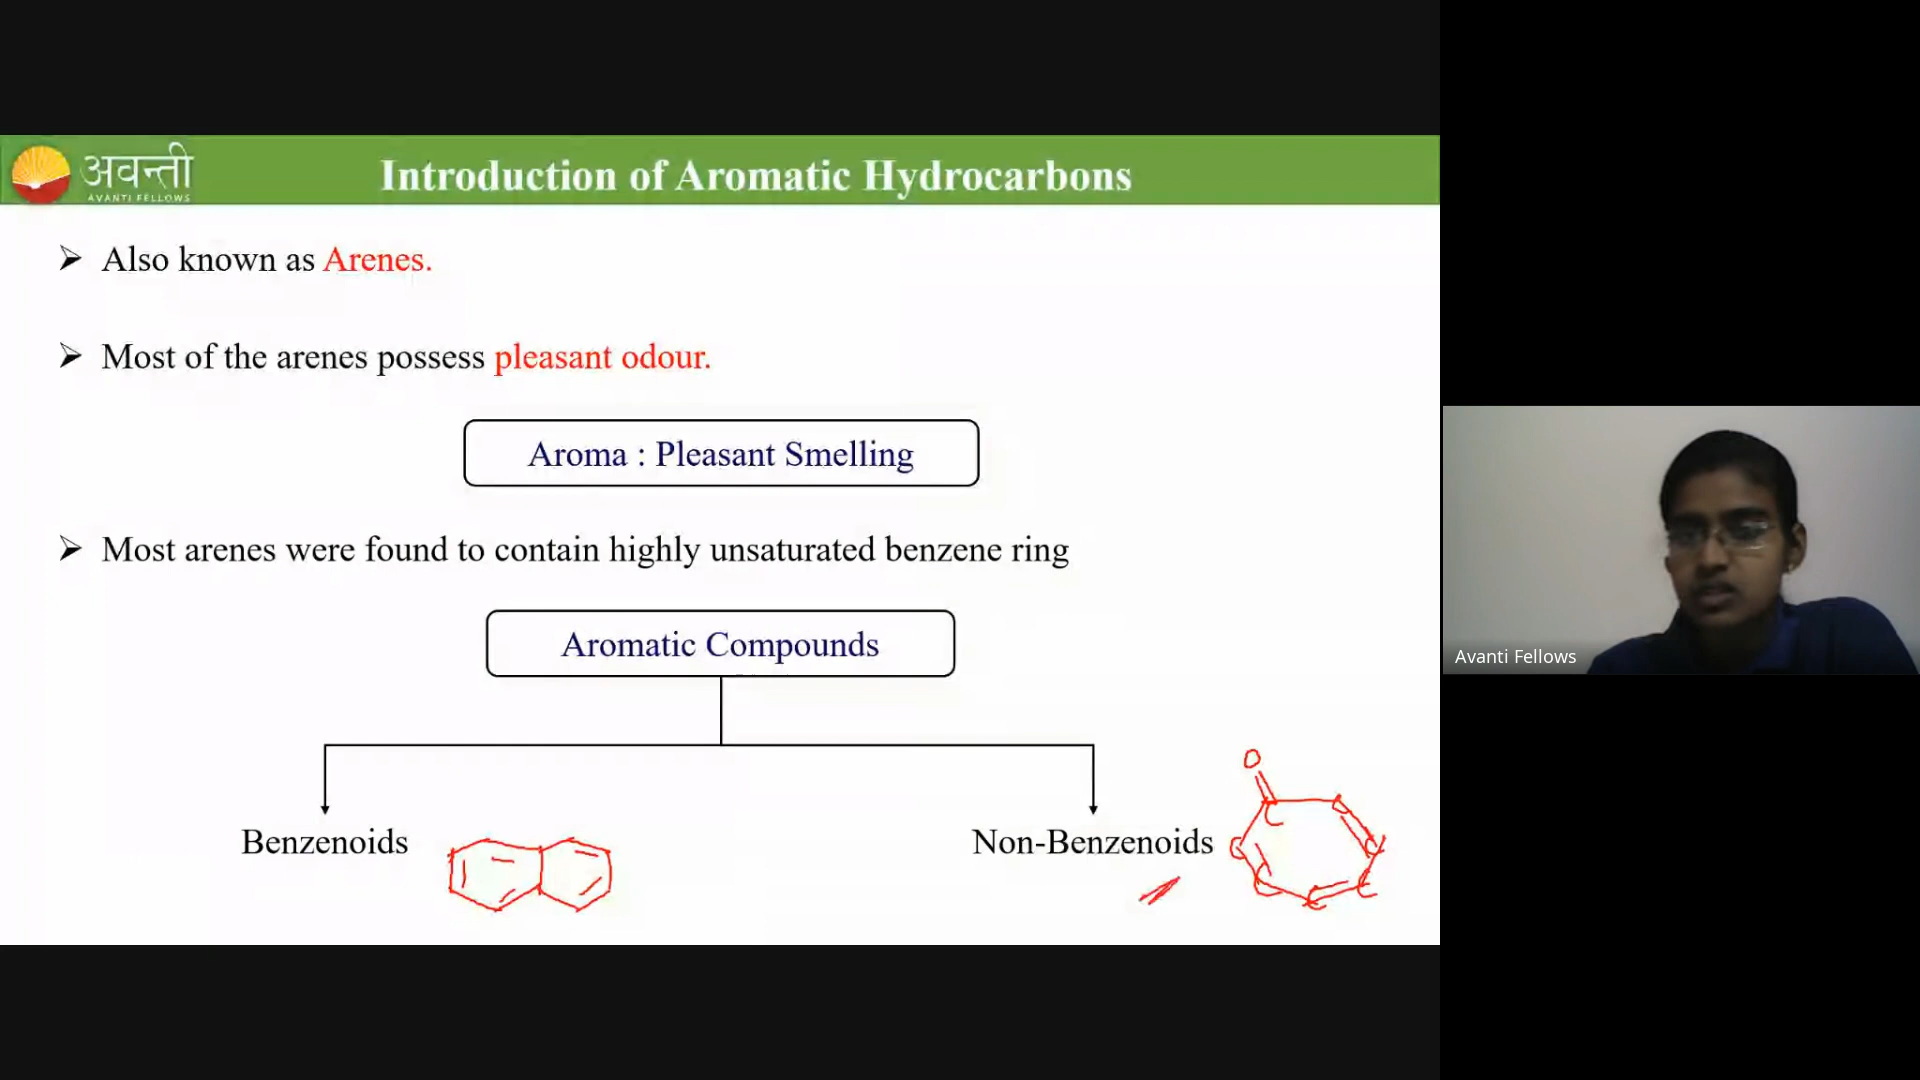 अवन्ती
AVANTI FELLOWS
Introduction of Aromatic Hydrocarbons
➢ Also known as Arenes.
➢ Most of the arenes possess pleasant odour.
Aroma : Pleasant Smelling
➢ Most arenes were found to contain highly unsaturated benzene ring
Aromatic Compounds
Benzenoids
Non-Benzenoids
O
C
C
C
C
C
C
Avanti Fellows